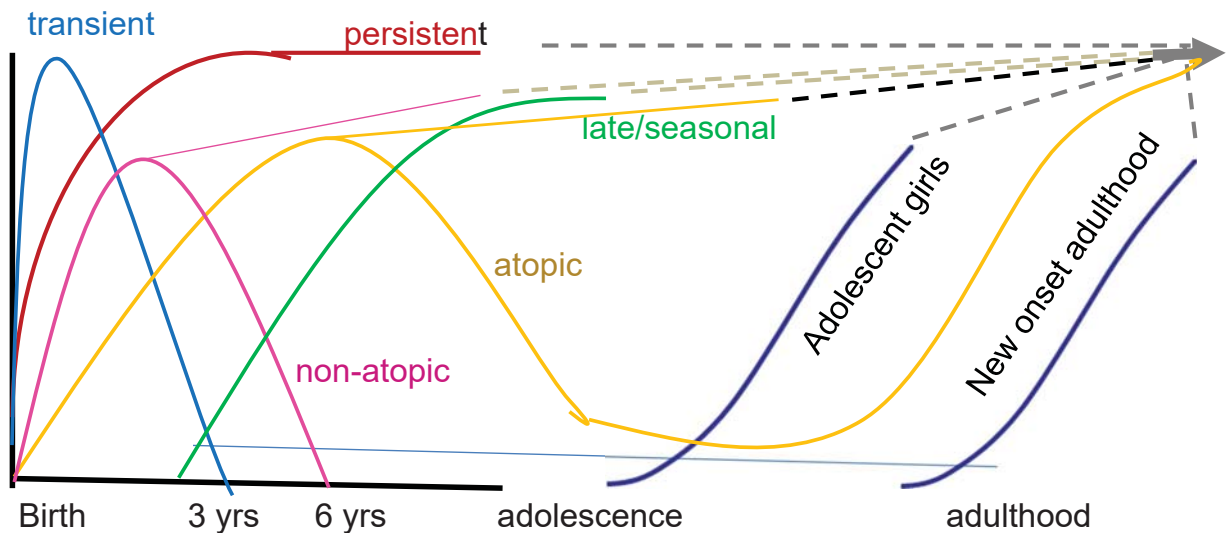 transient
persistent
late/seasonal
atopic
non-atopic
Adolescent girls
New onset adulthood
Birth
3 yrs
6 yrs
adolescence
adulthood